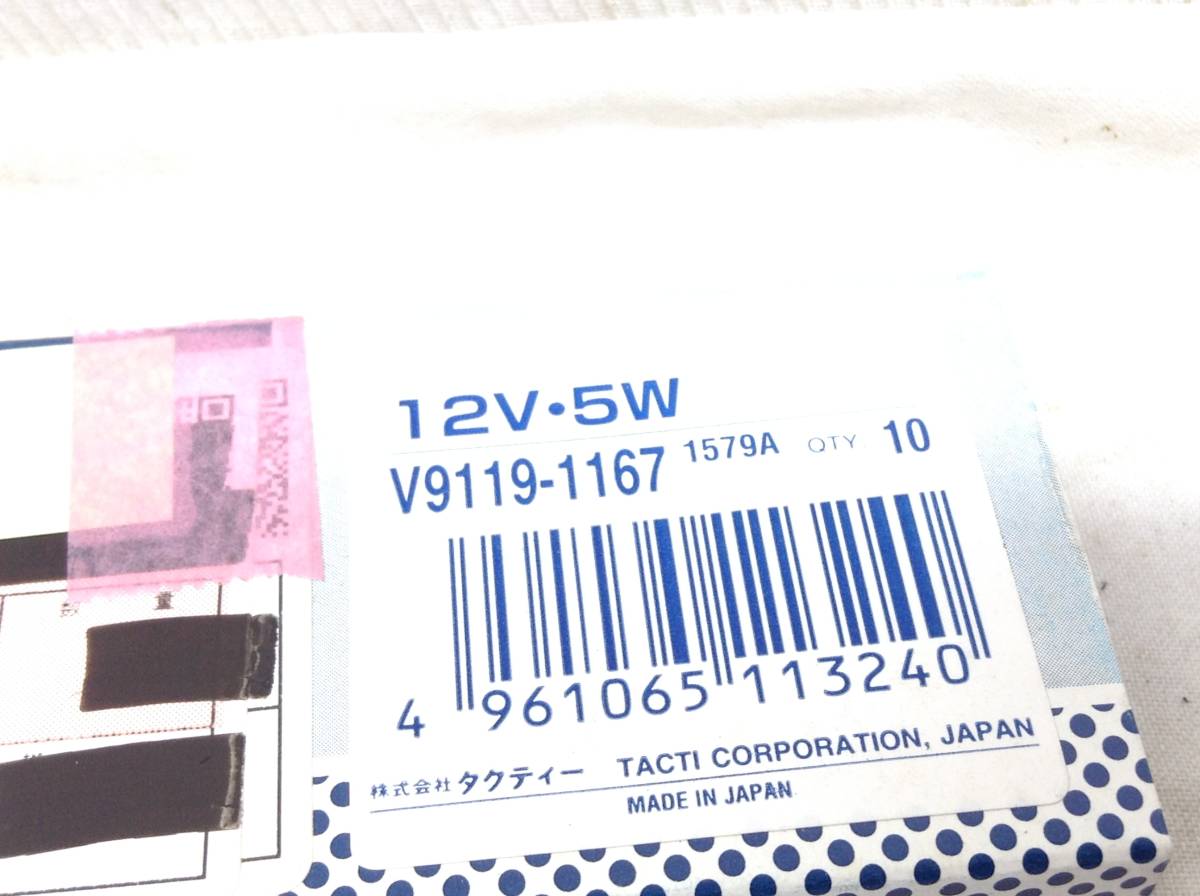 12V・5W
V9119-1167 1579A QTY 10
4 961065 113240
株式会社 タクティー TACTI CORPORATION, JAPAN
MADE IN JAPAN
量